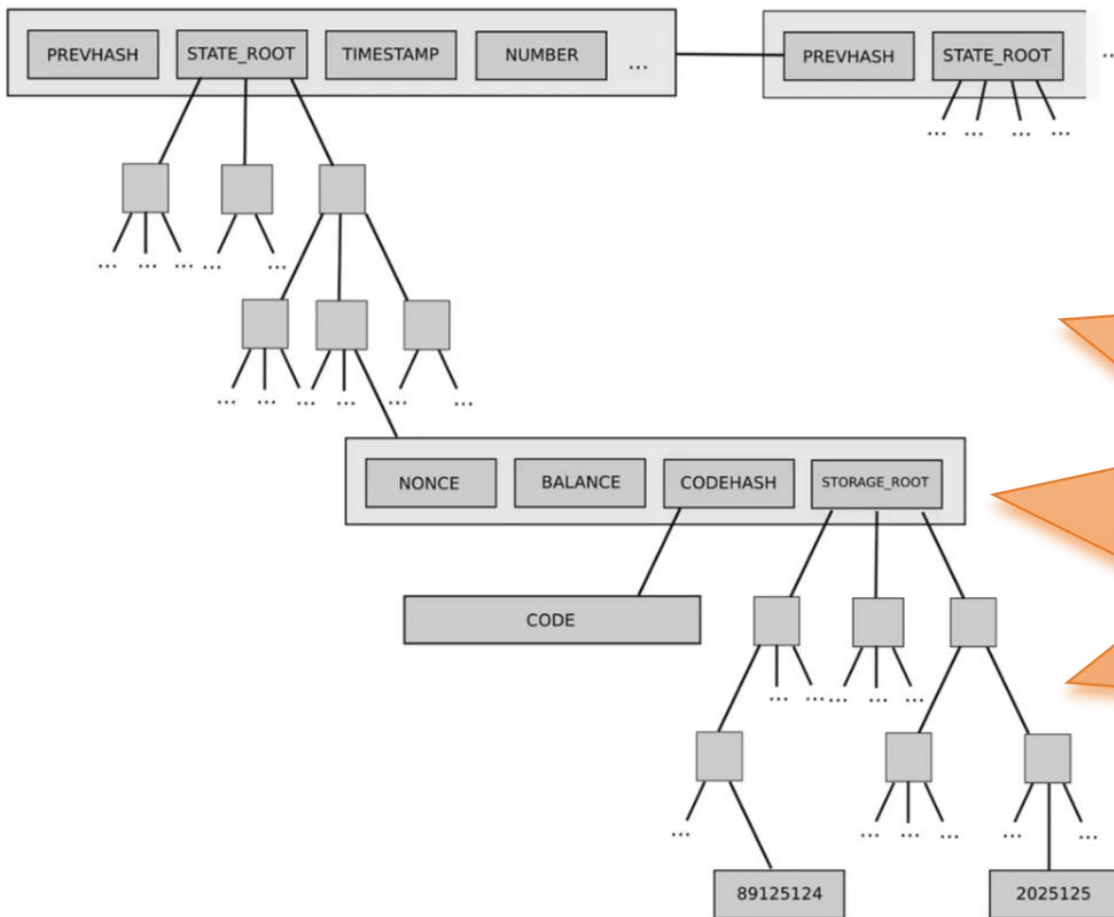 PREVHASH STATE_ROOT TIMESTAMP NUMBER ... PREVHASH STATE_ROOT ...
... ... ... ...
... ... ... ... ...
... ... ... ... ... ...
NONCE BALANCE CODEHASH STORAGE_ROOT
CODE
... ... ... ...
... ... ... ... ... ...
89125124 2025125